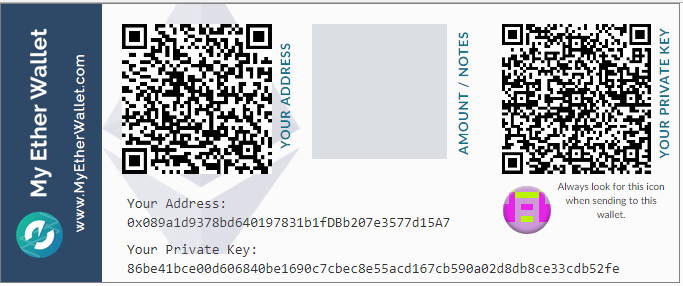 My Ether Wallet
www.MyEtherWallet.com
YOUR ADDRESS
AMOUNT / NOTES
YOUR PRIVATE KEY
Always look for this icon
when sending to this
wallet.
Your Address:
0x089a1d9378bd640197831b1fDBb207e3577d15A7
Your Private Key:
86be41bce00d606840be1690c7cbec8e55acd167cb590a02d8db8ce33cdb52fe